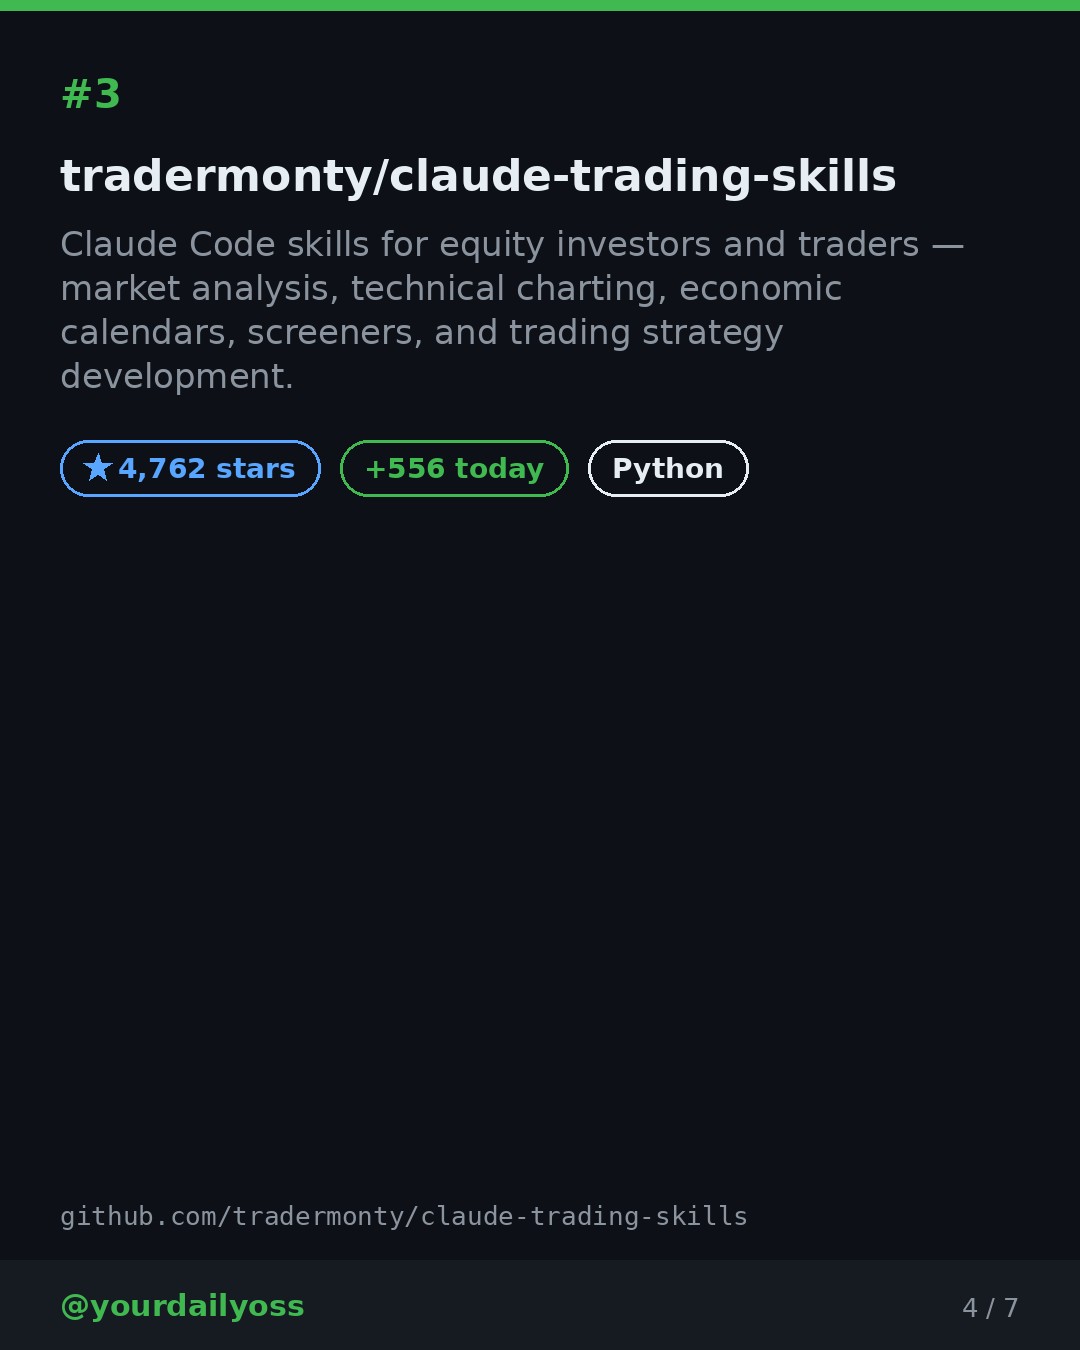 #3
tradermonty/claude-trading-skills
Claude Code skills for equity investors and traders —
market analysis, technical charting, economic
calendars, screeners, and trading strategy
development.
★ 4,762 stars
+556 today
Python
github.com/tradermonty/claude-trading-skills
@yourdailyoss
4 / 7